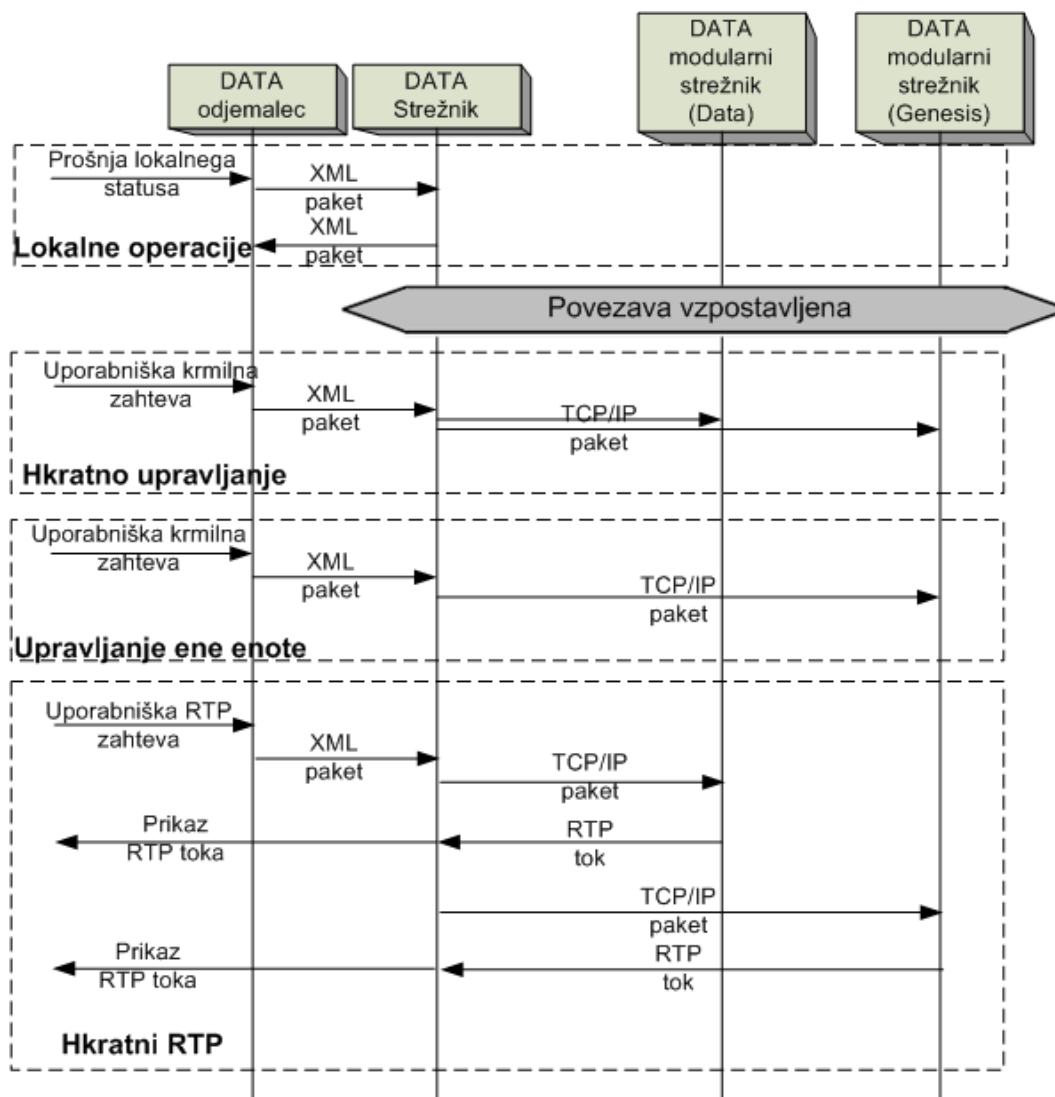 DATA
odjemalec
DATA
Strežnik
DATA
modularni
strežnik
(Data)
DATA
modularni
strežnik
(Genesis)
Prošnja lokalnega
statusa
XML
paket
XML
paket
Lokalne operacije
Povezava vzpostavljena
Uporabniška krmilna
zahteva
XML
paket
TCP/IP
paket
Hkratno upravljanje
Uporabniška krmilna
zahteva
XML
paket
TCP/IP
paket
Upravljanje ene enote
Uporabniška RTP
zahteva
XML
paket
TCP/IP
paket
Prikaz
RTP toka
RTP
tok
TCP/IP
paket
Prikaz
RTP toka
RTP
tok
Hkratni RTP